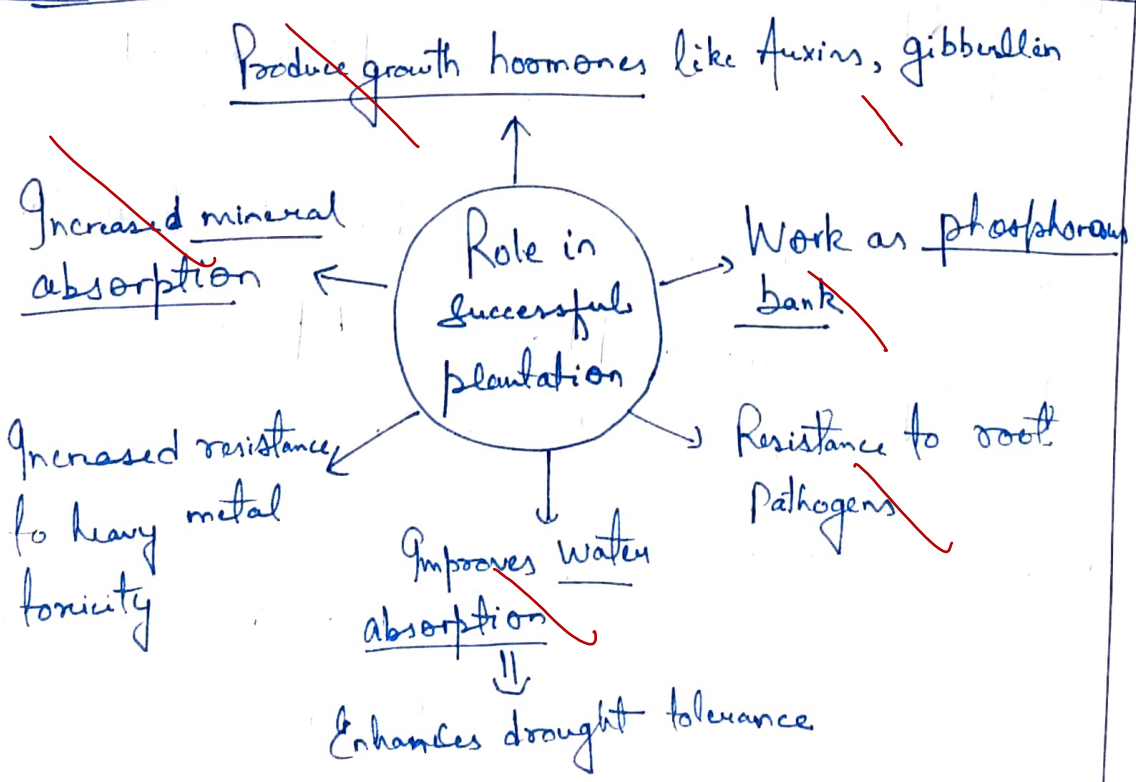 Produce growth hoomones like Auxins, gibberllin
Increased mineral
absorption
Role in
successful
plantation
Work as phosphorous
bank
Increased resistance
to heavy metal
toxicity
Resistance to root
Pathogens
Improves water
absorption
Enhances drought tolerance